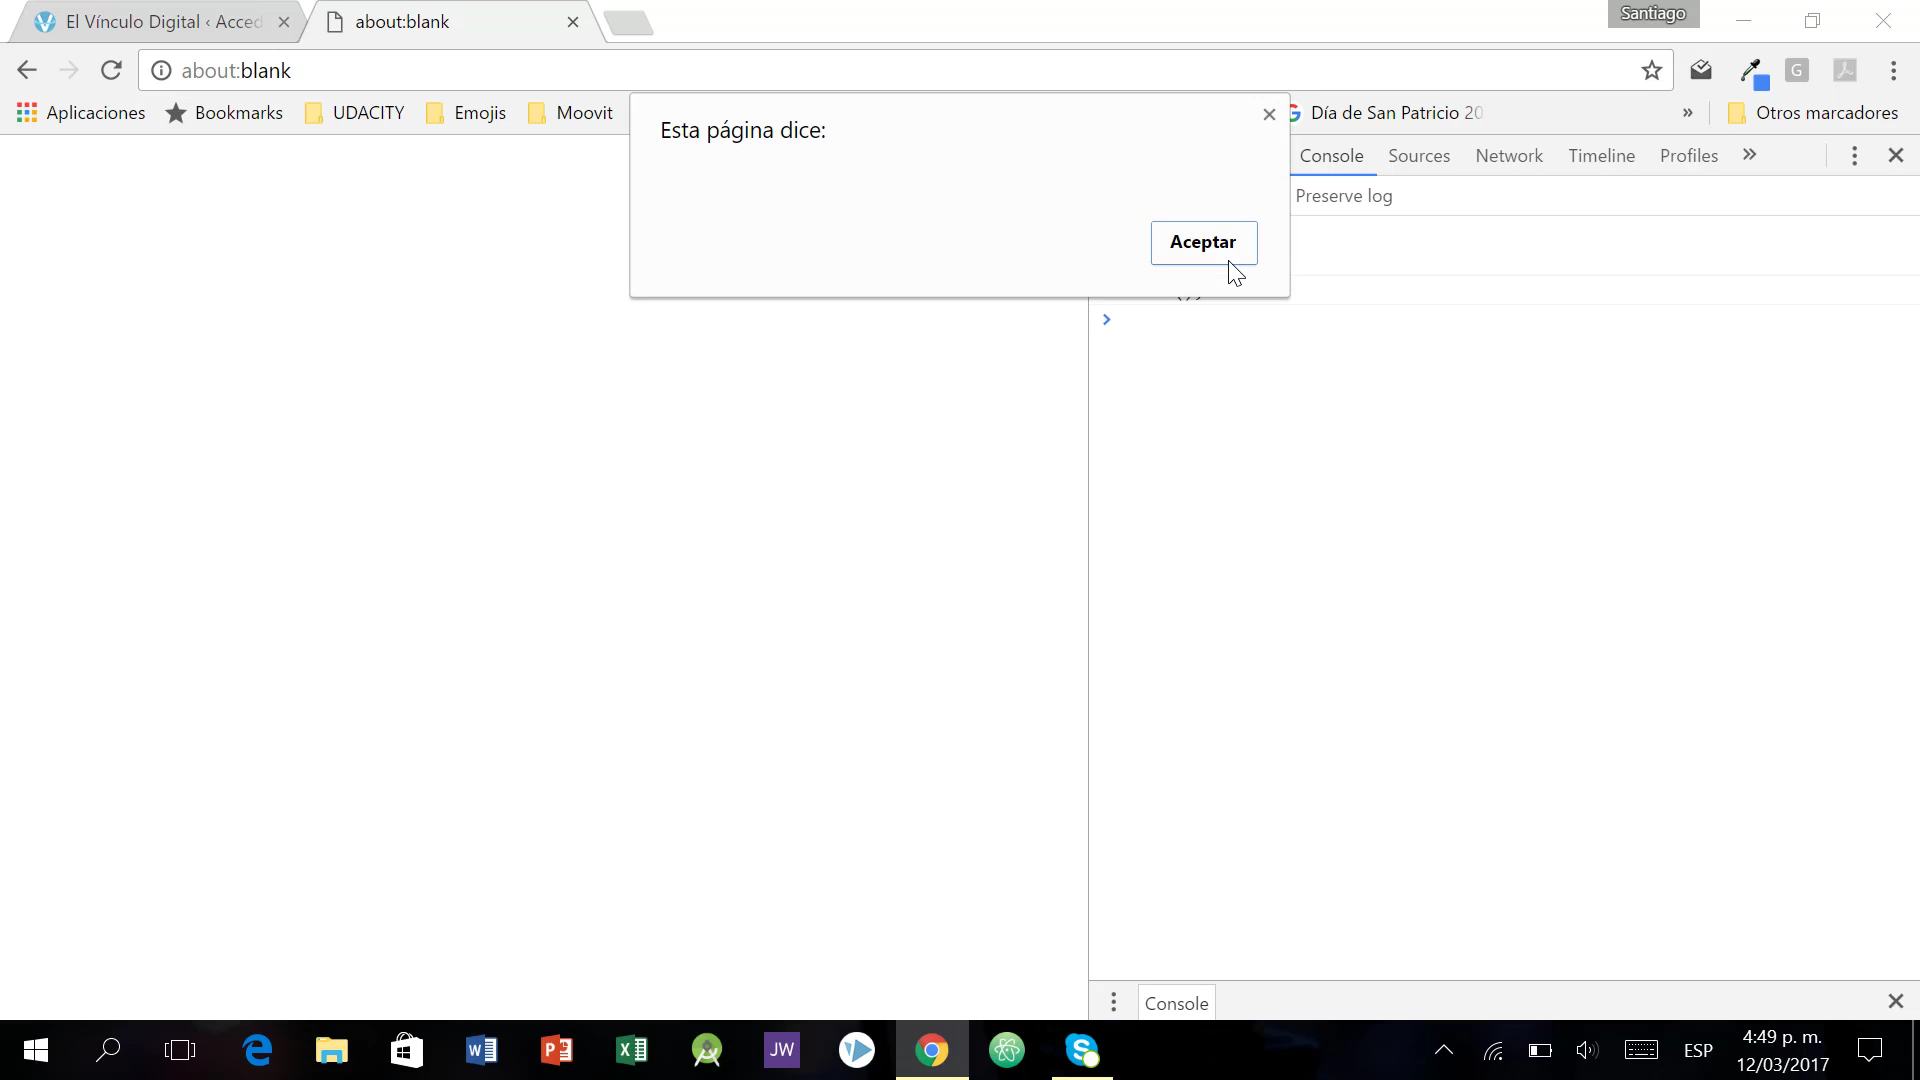 El Vínculo Digital ‹ Acced
about:blank
Santiago
about:blank
Aplicaciones
Bookmarks
UDACITY
Emojis
Moovit
Día de San Patricio 20
»
Otros marcadores
Esta página dice:
Aceptar
Console
Sources
Network
Timeline
Profiles
Preserve log
Console
JW
ESP
4:49 p. m.
12/03/2017